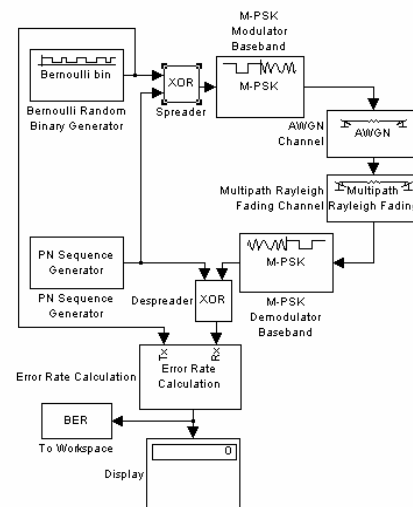 M-PSK
Modulator
Baseband
Bernoulli bin
XOR
M-PSK
Bernoulli Random
Binary Generator
Spreader
AWGN
Channel
AWGN
Multipath Rayleigh
Fading Channel
Multipath
Rayleigh Fading
PN Sequence
Generator
M-PSK
PN Sequence
Generator
Despreader
XOR
M-PSK
Demodulator
Baseband
Tx
Rx
Error Rate Calculation
Error Rate
Calculation
BER
To Workspace
0
Display